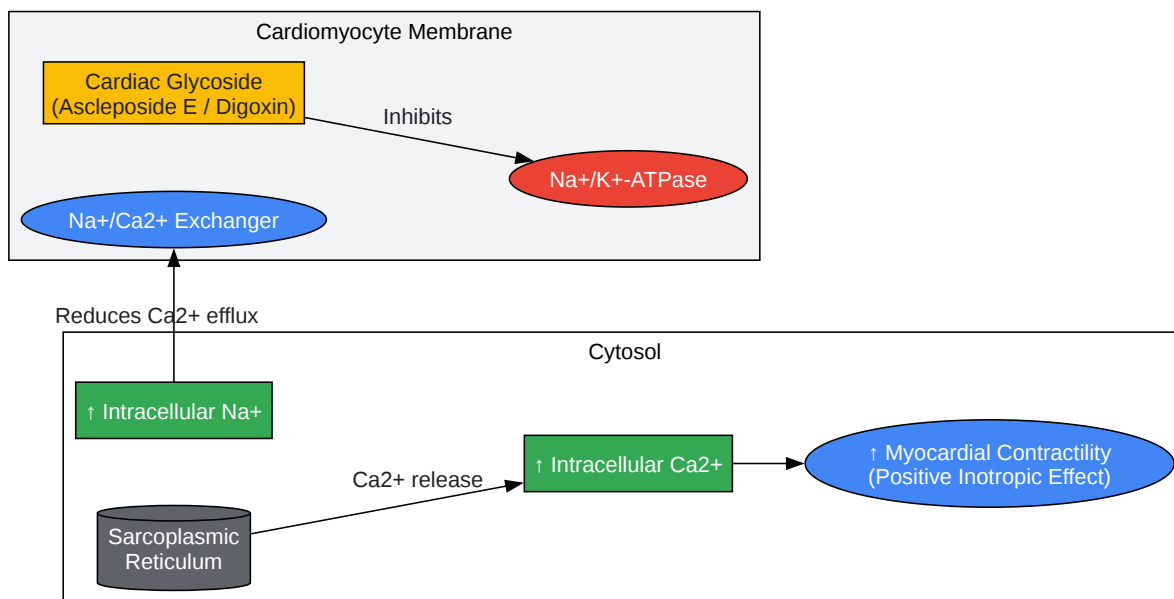 Cardiomyocyte Membrane
Cardiac Glycoside
(Ascleposide E / Digoxin)
Inhibits
Na+/K+-ATPase
Na+/Ca2+ Exchanger
Reduces Ca2+ efflux
Cytosol
↑ Intracellular Na+
↑ Intracellular Ca2+
↑ Myocardial Contractility
(Positive Inotropic Effect)
Ca2+ release
Sarcoplasmic
Reticulum